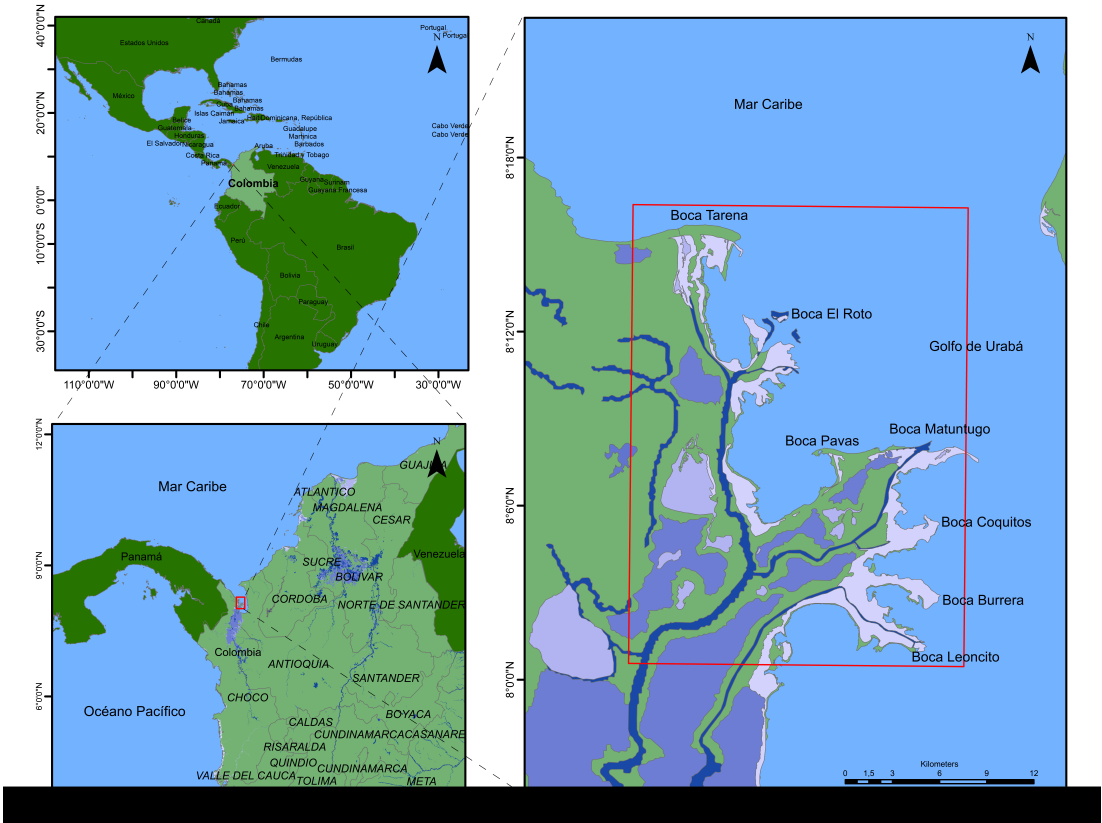 Canadá
Portugal
N
Portugal
Estados Unidos
Bermudas
México
Bahamas
Bahamas
Bahamas
Cuba
Bahamas
Islas Caimán
Haití
Dominicana, República
Jamaica
Belice
Guatemala
Honduras
El Salvador
Nicaragua
Guadalupe
Martinica
Barbados
Cabo Verde
Cabo Verde
Aruba
Costa Rica
Panamá
Trinidad y Tobago
Venezuela
Colombia
Guyana
Surinam
Guayana Francesa
Ecuador
Perú
Brasil
Bolivia
Paraguay
Chile
Argentina
Uruguay
40°0'0"N
20°0'0"N
0°0'0"
10°0'0"S
30°0'0"S
110°0'0"W
90°0'0"W
70°0'0"W
50°0'0"W
30°0'0"W
N
Mar Caribe
GUAJIRA
ATLANTICO
MAGDALENA
CESAR
Panamá
Venezuela
SUCRE
BOLIVAR
CORDOBA
NORTE DE SANTANDER
Colombia
ANTIOQUIA
SANTANDER
CHOCO
Océano Pacífico
BOYACA
CALDAS
CUNDINAMARCA
CASANARE
RISARALDA
QUINDIO
CUNDINAMARCA
VALLE DEL CAUCA
TOLIMA
META
12°0'0"N
9°0'0"N
6°0'0"N
N
Mar Caribe
Boca Tarena
Boca El Roto
Golfo de Urabá
Boca Matuntugo
Boca Pavas
Boca Coquitos
Boca Burrera
Boca Leoncito
8°18'0"N
8°12'0"N
8°6'0"N
8°0'0"N
Kilometers
0 1,5 3 6 9 12